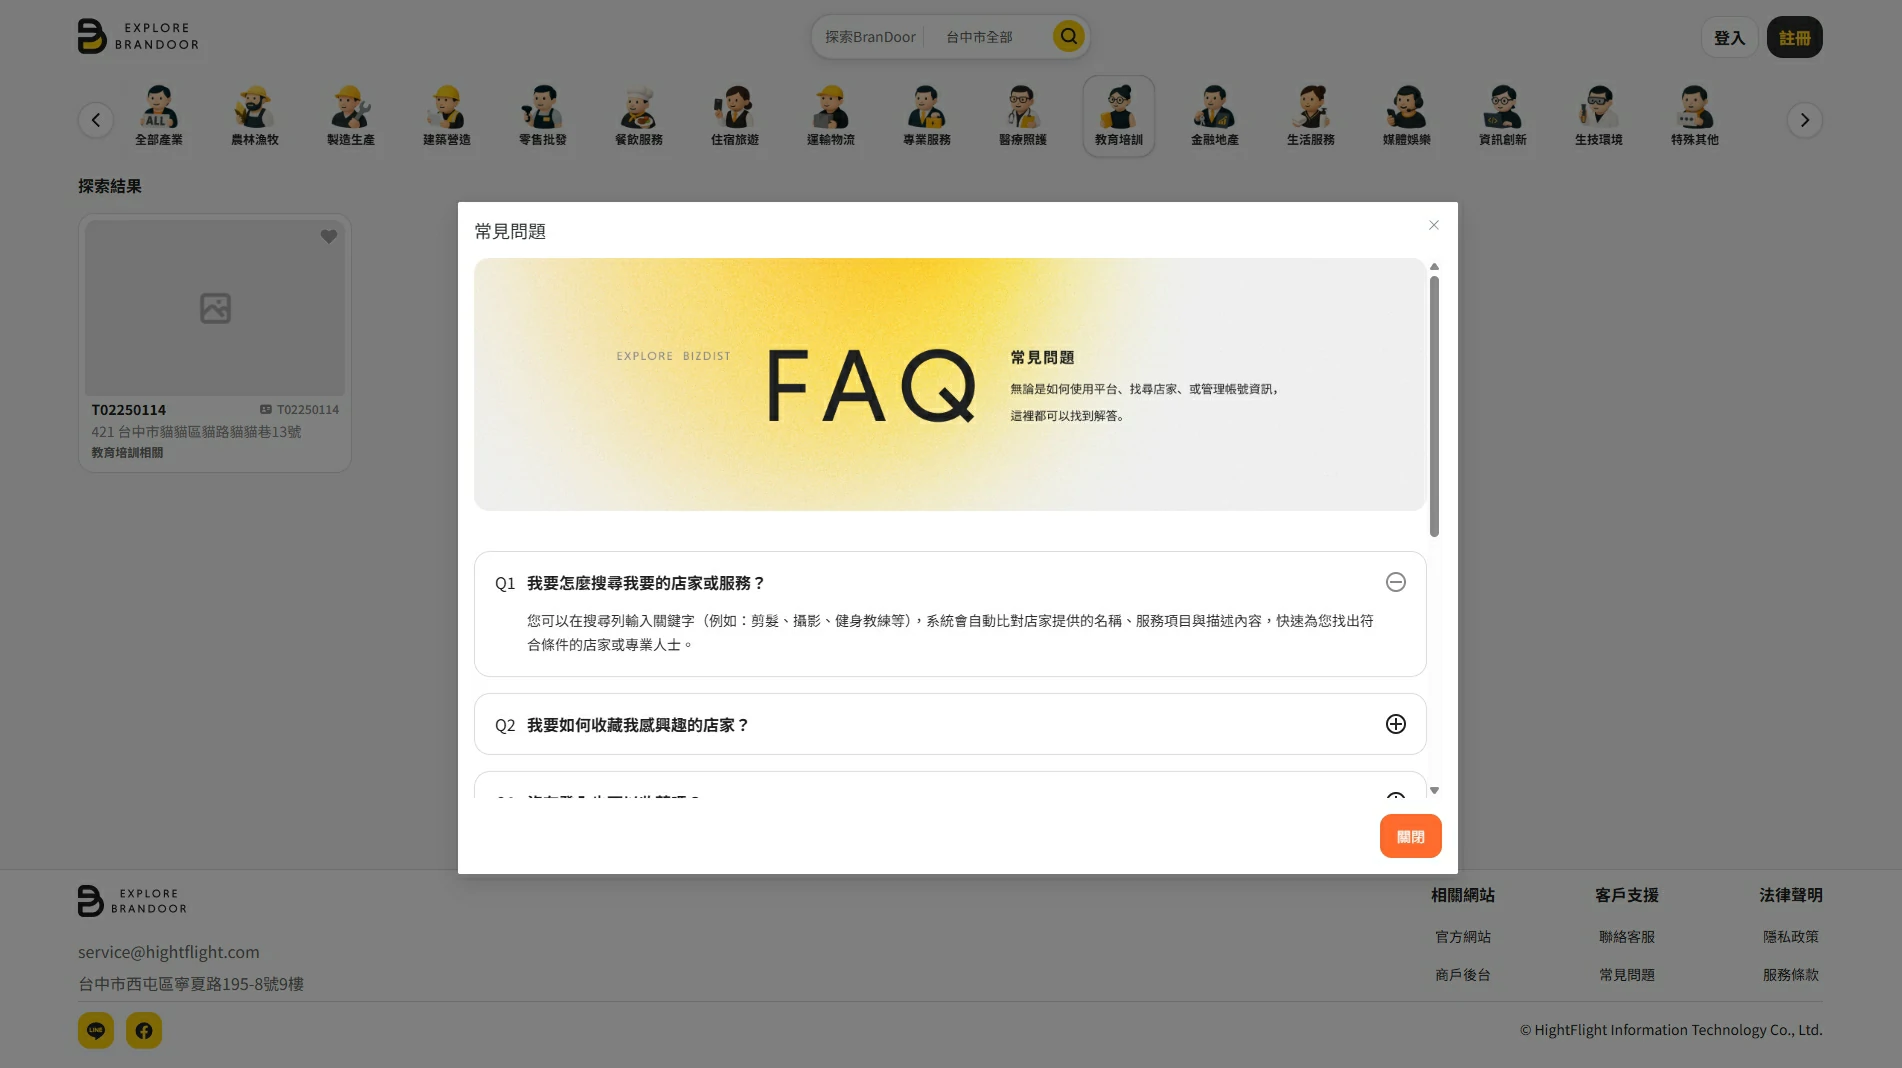 EXPLORE
BRANDOOR
探索BranDoor
台中市全部
登入
註冊
ALL
全部產業
農林漁牧
製造生產
建築營造
零售批發
餐飲服務
住宿旅遊
運輸物流
專業服務
醫療照護
教育培訓
金融地產
生活服務
媒體娛樂
資訊創新
生技環境
特殊其他
探索結果
T02250114
T02250114
421 台中市貓貓區貓路貓貓巷13號
教育培訓相關
常見問題
EXPLORE BIZDIST
FAQ
常見問題
無論是如何使用平台、找尋店家、或管理帳號資訊，
這裡都可以找到解答。
Q1 我要怎麼搜尋我要的店家或服務？
您可以在搜尋列輸入關鍵字（例如：剪髮、攝影、健身教練等），系統會自動比對店家提供的名稱、服務項目與描述內容，快速為您找出符
合條件的店家或專業人士。
Q2 我要如何收藏我感興趣的店家？
關閉
EXPLORE
BRANDOOR
service@hightflight.com
台中市西屯區寧夏路195-8號9樓
LINE
相關網站
官方網站
商戶後台
客戶支援
聯絡客服
常見問題
法律聲明
隱私政策
服務條款
© HightFlight Information Technology Co., Ltd.